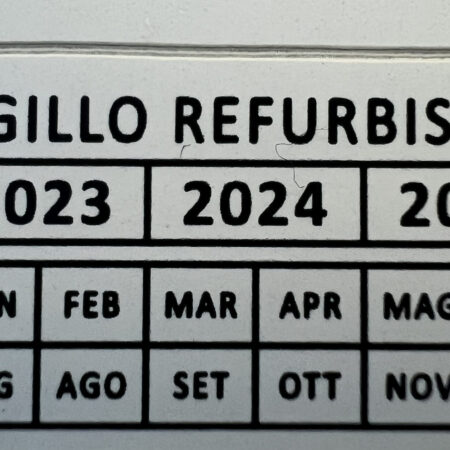 GILLO REFURBIS
023 2024 20
N FEB MAR APR MAG
G AGO SET OTT NOV